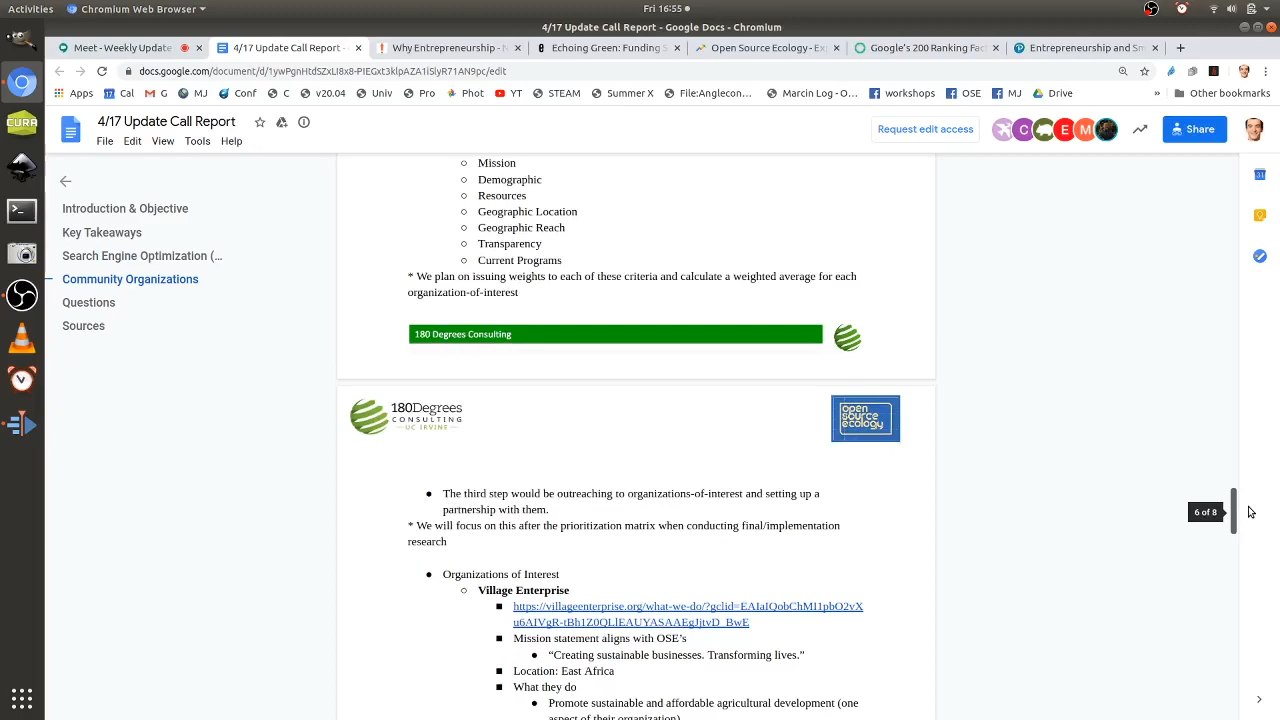 Activities
Chromium Web Browser
Fri 16:55
4/17 Update Call Report - Google Docs - Chromium
Meet - Weekly Update
4/17 Update Call Report -
Why Entrepreneurship - N
Echoing Green: Funding S
Open Source Ecology - Exp
Google's 200 Ranking Fact
Entrepreneurship and Sm
docs.google.com/document/d/1ywPgnHtdSZxLI8x8-PIEGxt3klpAZA1iSlyR71AN9pc/edit
Apps
Cal
G
MJ
Conf
C
v20.04
Univ
Pro
Phot
YT
STEAM
Summer X
File:Anglecon...
Marcin Log - O...
workshops
OSE
MJ
Drive
»
Other bookmarks
4/17 Update Call Report
File Edit View Tools Help
Request edit access
C
E
M
Share
CURA
Introduction & Objective
Key Takeaways
Search Engine Optimization (...
Community Organizations
Questions
Sources
Mission
Demographic
Resources
Geographic Location
Geographic Reach
Transparency
Current Programs
* We plan on issuing weights to each of these criteria and calculate a weighted average for each
organization-of-interest
180 Degrees Consulting
180Degrees
CONSULTING
UC IRVINE
open
source
ecology
The third step would be outreaching to organizations-of-interest and setting up a
partnership with them.
* We will focus on this after the prioritization matrix when conducting final/implementation
research
Organizations of Interest
Village Enterprise
https://villageenterprise.org/what-we-do/?gclid=EAIaIQobChMI1pbO2vX
u6AIVgR-tBh1Z0QLlEAUYASAAEgJjtvD_BwE
Mission statement aligns with OSE's
"Creating sustainable businesses. Transforming lives."
Location: East Africa
What they do
Promote sustainable and affordable agricultural development (one
aspect of their organization)
6 of 8
31